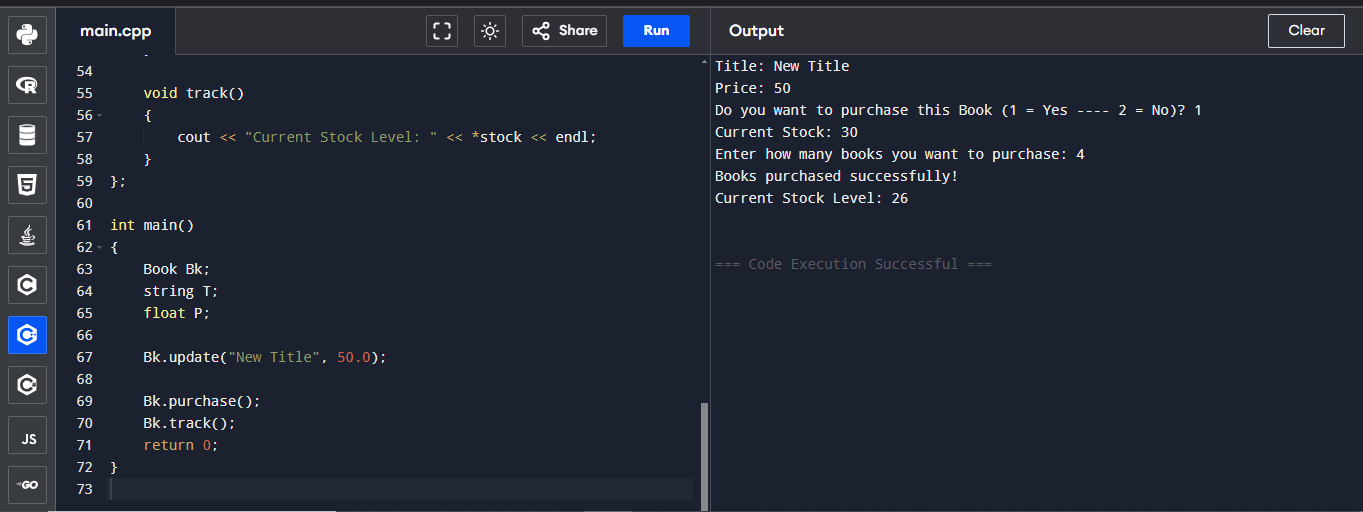 main.cpp
Share
Run
Output
Clear
54
55     void track()
56     {
57         cout << "Current Stock Level: " << *stock << endl;
58     }
59 };
60
61 int main()
62 {
63     Book Bk;
64     string T;
65     float P;
66
67     Bk.update("New Title", 50.0);
68
69     Bk.purchase();
70     Bk.track();
71     return 0;
72 }
73
Title: New Title
Price: 50
Do you want to purchase this Book (1 = Yes ---- 2 = No)? 1
Current Stock: 30
Enter how many books you want to purchase: 4
Books purchased successfully!
Current Stock Level: 26
=== Code Execution Successful ===
R
5
C
C
C
JS
GO